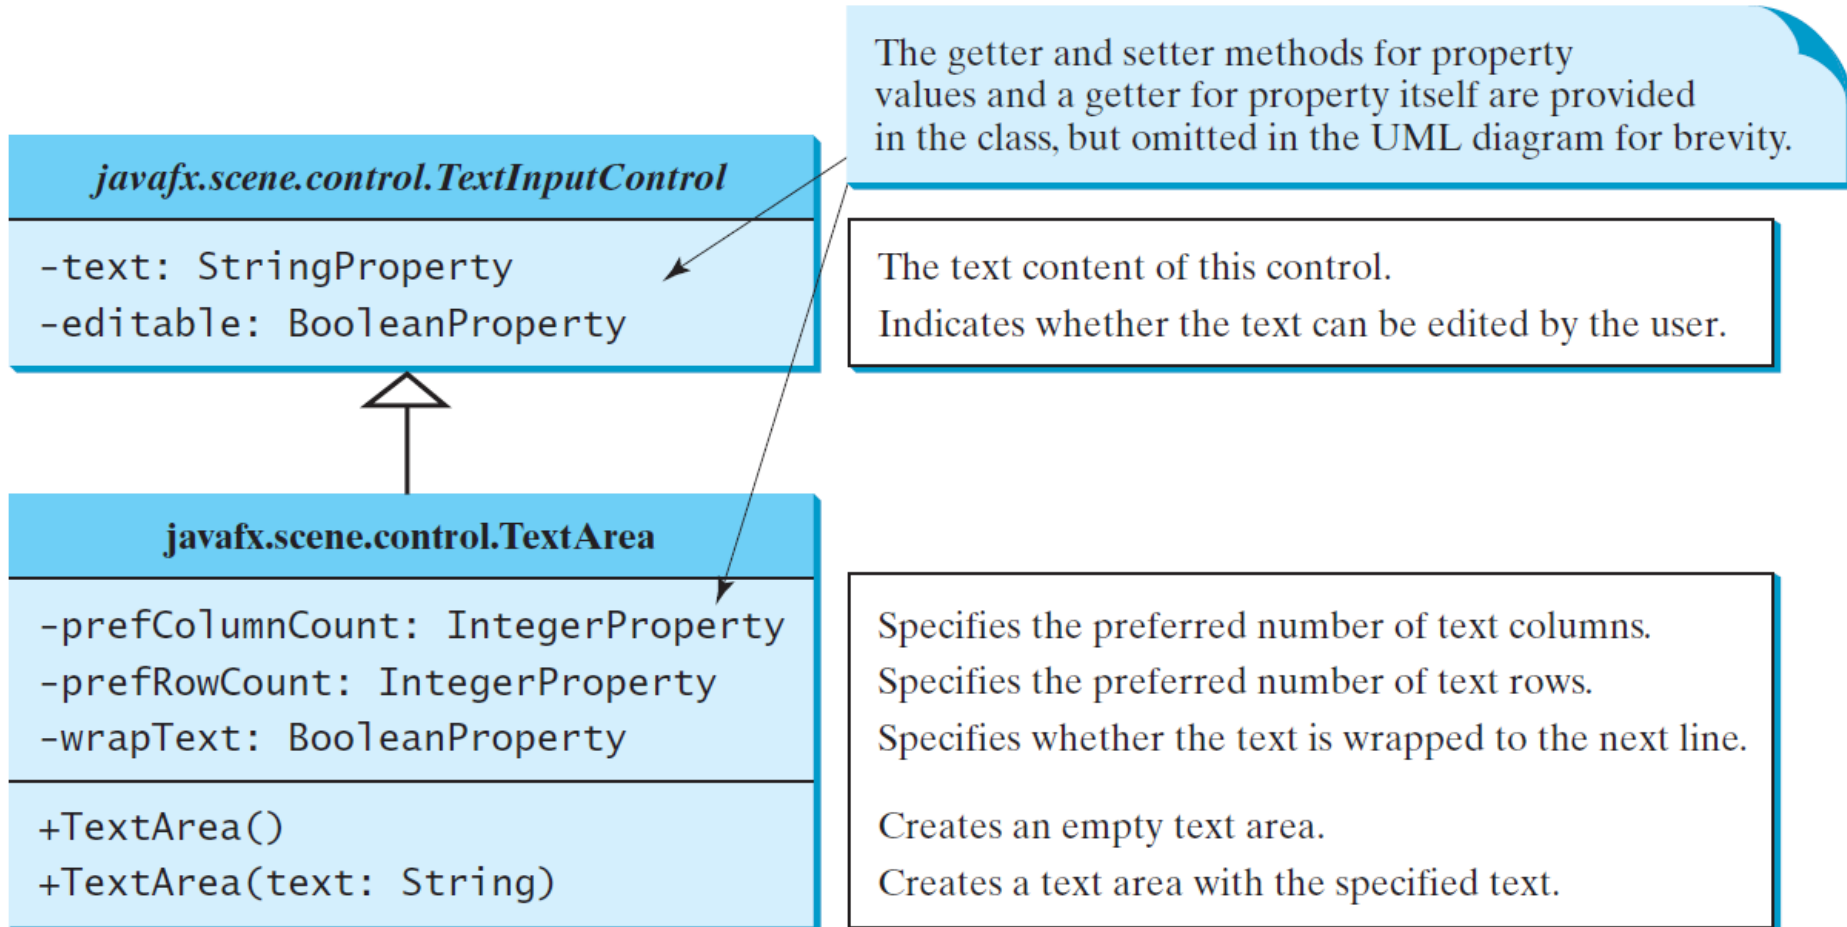 The getter and setter methods for property
values and a getter for property itself are provided
in the class, but omitted in the UML diagram for brevity.
javafx.scene.control.TextInputControl
-text: StringProperty
-editable: BooleanProperty
The text content of this control.
Indicates whether the text can be edited by the user.
javafx.scene.control.TextArea
-prefColumnCount: IntegerProperty
-prefRowCount: IntegerProperty
-wrapText: BooleanProperty
+TextArea()
+TextArea(text: String)
Specifies the preferred number of text columns.
Specifies the preferred number of text rows.
Specifies whether the text is wrapped to the next line.
Creates an empty text area.
Creates a text area with the specified text.